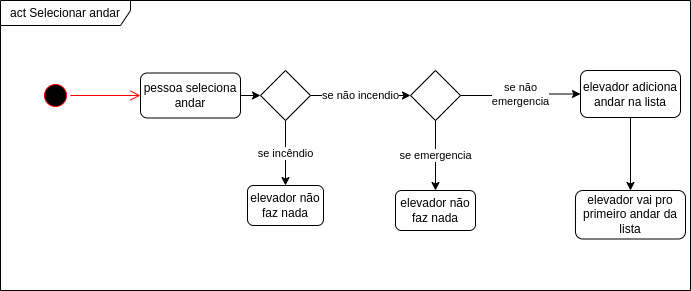 act Selecionar andar
pessoa seleciona
andar
se não incendio
se não
emergencia
elevador adiciona
andar na lista
se incêndio
se emergencia
elevador não
faz nada
elevador não
faz nada
elevador vai pro
primeiro andar da
lista